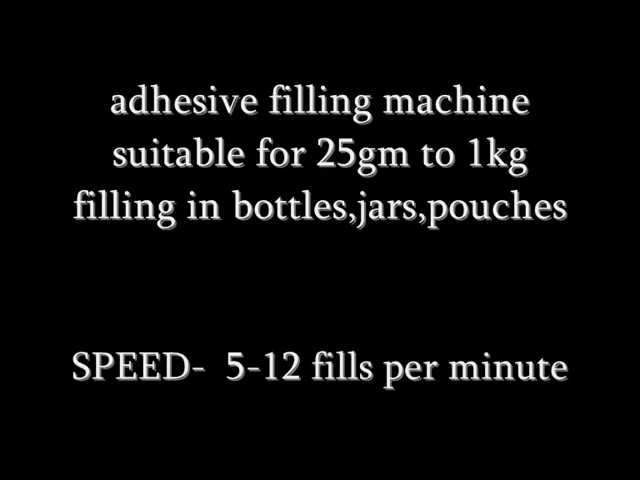 adhesive filling machine
suitable for 25gm to 1kg
filling in bottles,jars,pouches
SPEED- 5-12 fills per minute